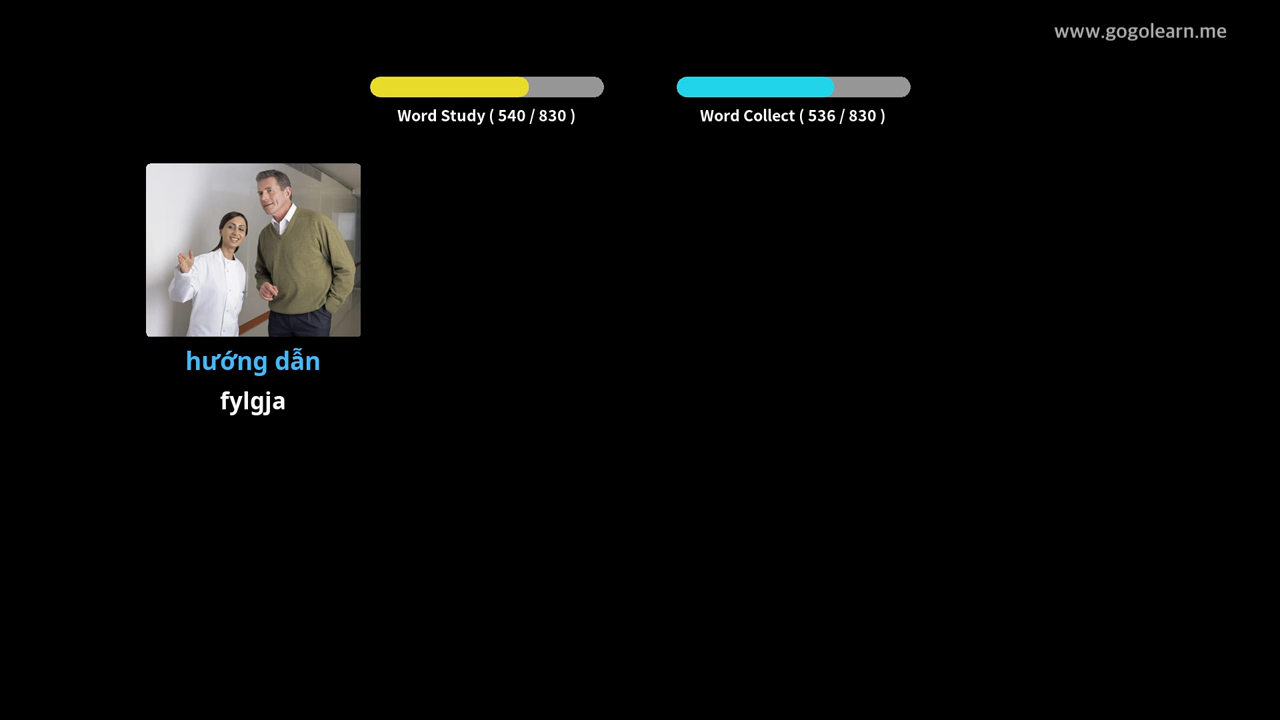 www.gogolearn.me
Word Study ( 540 / 830 )
Word Collect ( 536 / 830 )
hướng dẫn
fylgja